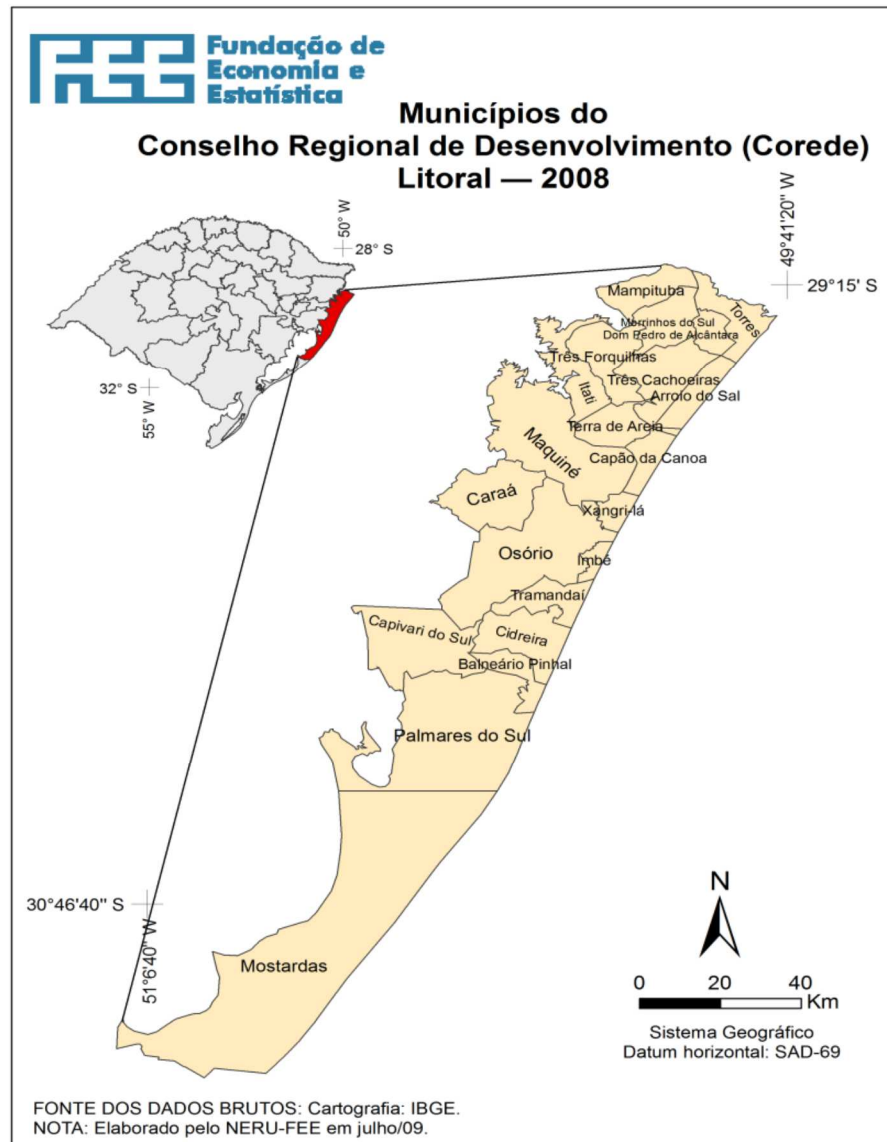 FEE
Fundação de
Economia e
Estatística
Municípios do
Conselho Regional de Desenvolvimento (Corede)
Litoral — 2008
50° W
28° S
49°41'20" W
29°15' S
32° S
55° W
Mampituba
Torres
Morrinhos do Sul
Dom Pedro de Alcântara
Três Forquilhas
Três Cachoeiras
Itati
Arroio do Sal
Terra de Areia
Maquiné
Capão da Canoa
Caraá
Xangri-lá
Osório
Imbé
Tramandaí
Capivari do Sul
Cidreira
Balneário Pinhal
Palmares do Sul
30°46'40" S
51°6'40" W
Mostardas
N
0 20 40
Km
Sistema Geográfico
Datum horizontal: SAD-69
FONTE DOS DADOS BRUTOS: Cartografia: IBGE.
NOTA: Elaborado pelo NERU-FEE em julho/09.